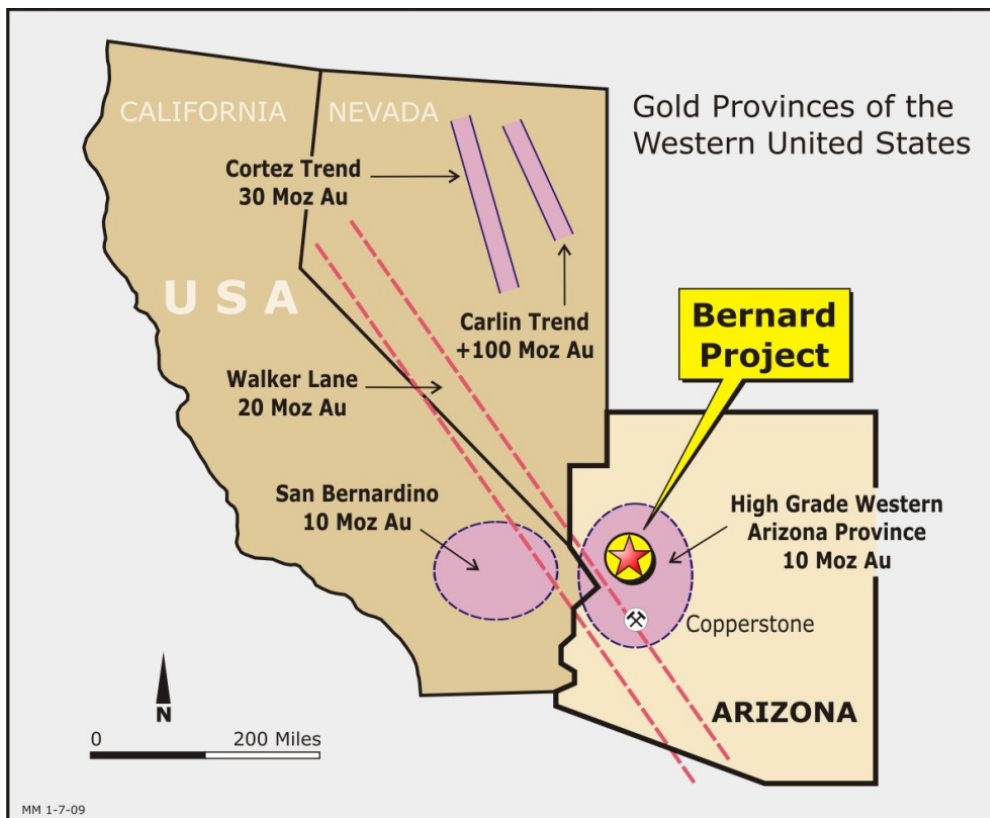 Gold Provinces of the
Western United States
CALIFORNIA
NEVADA
Cortez Trend
30 Moz Au
USA
Carlin Trend
+100 Moz Au
Bernard
Project
Walker Lane
20 Moz Au
San Bernardino
10 Moz Au
High Grade Western
Arizona Province
10 Moz Au
Copperstone
N
ARIZONA
0 200 Miles
MM 1-7-09